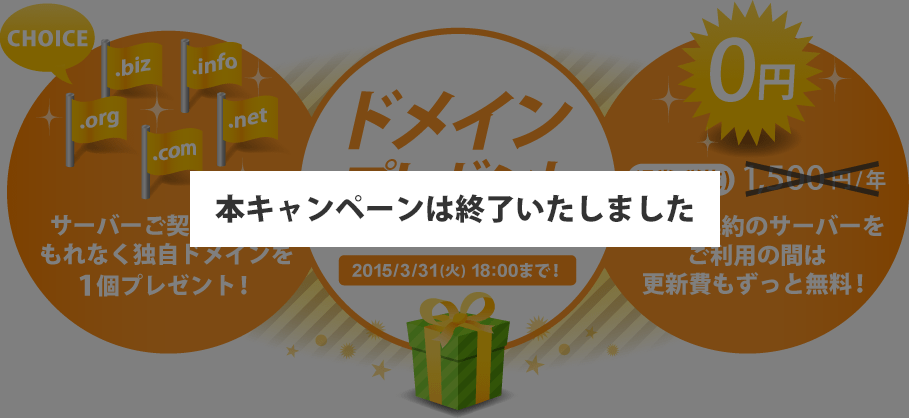 CHOICE
.biz
.info
.org
.net
.com
サーバーご契
もれなく独自ドメインを
1個プレゼント!
ドメイン
本キャンペーンは終了いたしました
2015/3/31(火) 18:00まで!
0円
1,500円/年
約のサーバーを
ご利用の間は
更新費もずっと無料!